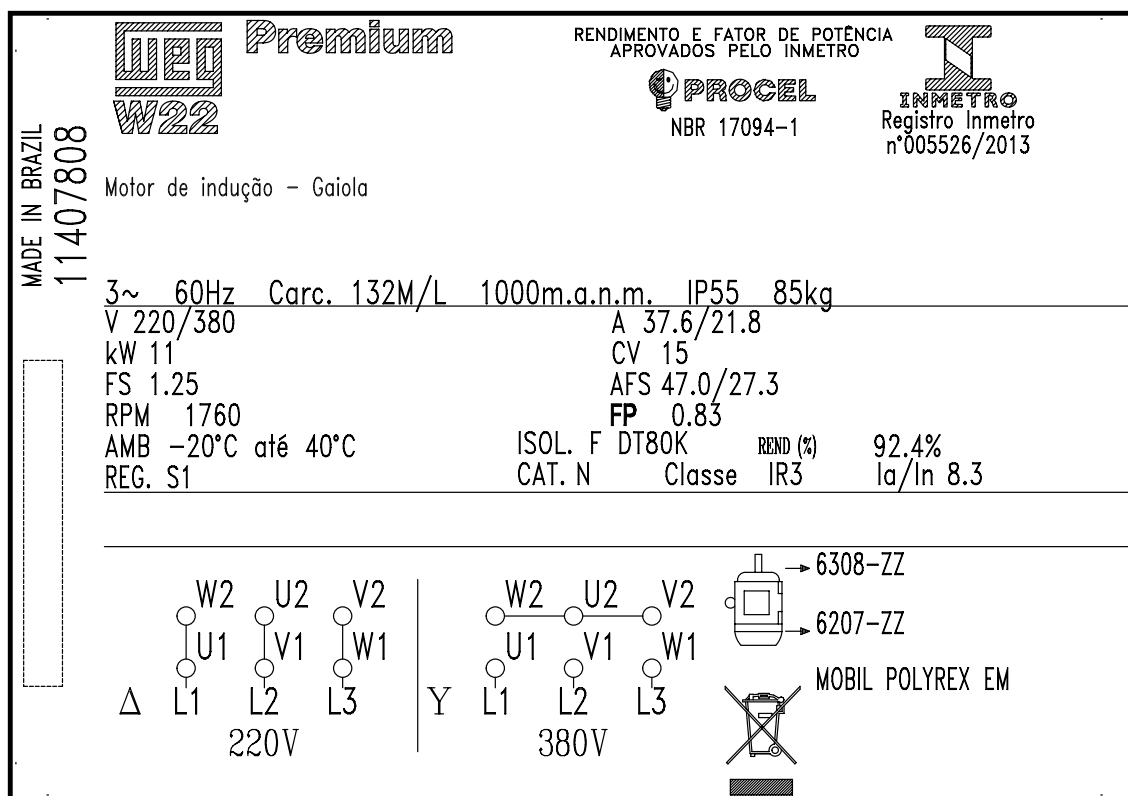 WEG
W22
Premium
RENDIMENTO E FATOR DE POTÊNCIA
APROVADOS PELO INMETRO
PROCEL
NBR 17094-1
INMETRO
Registro Inmetro
n°005526/2013
MADE IN BRAZIL
11407808
Motor de indução - Gaiola
3~ 60Hz Carc. 132M/L 1000m.a.n.m. IP55 85kg
V 220/380 A 37.6/21.8
kW 11 CV 15
FS 1.25 AFS 47.0/27.3
RPM 1760 FP 0.83
AMB -20°C até 40°C ISOL. F DT80K REND (%) 92.4%
REG. S1 CAT. N Classe IR3 Ia/In 8.3
W2 U2 V2
U1 V1 W1
Δ L1 L2 L3
220V
W2 U2 V2
U1 V1 W1
Y L1 L2 L3
380V
6308-ZZ
6207-ZZ
MOBIL POLYREX EM